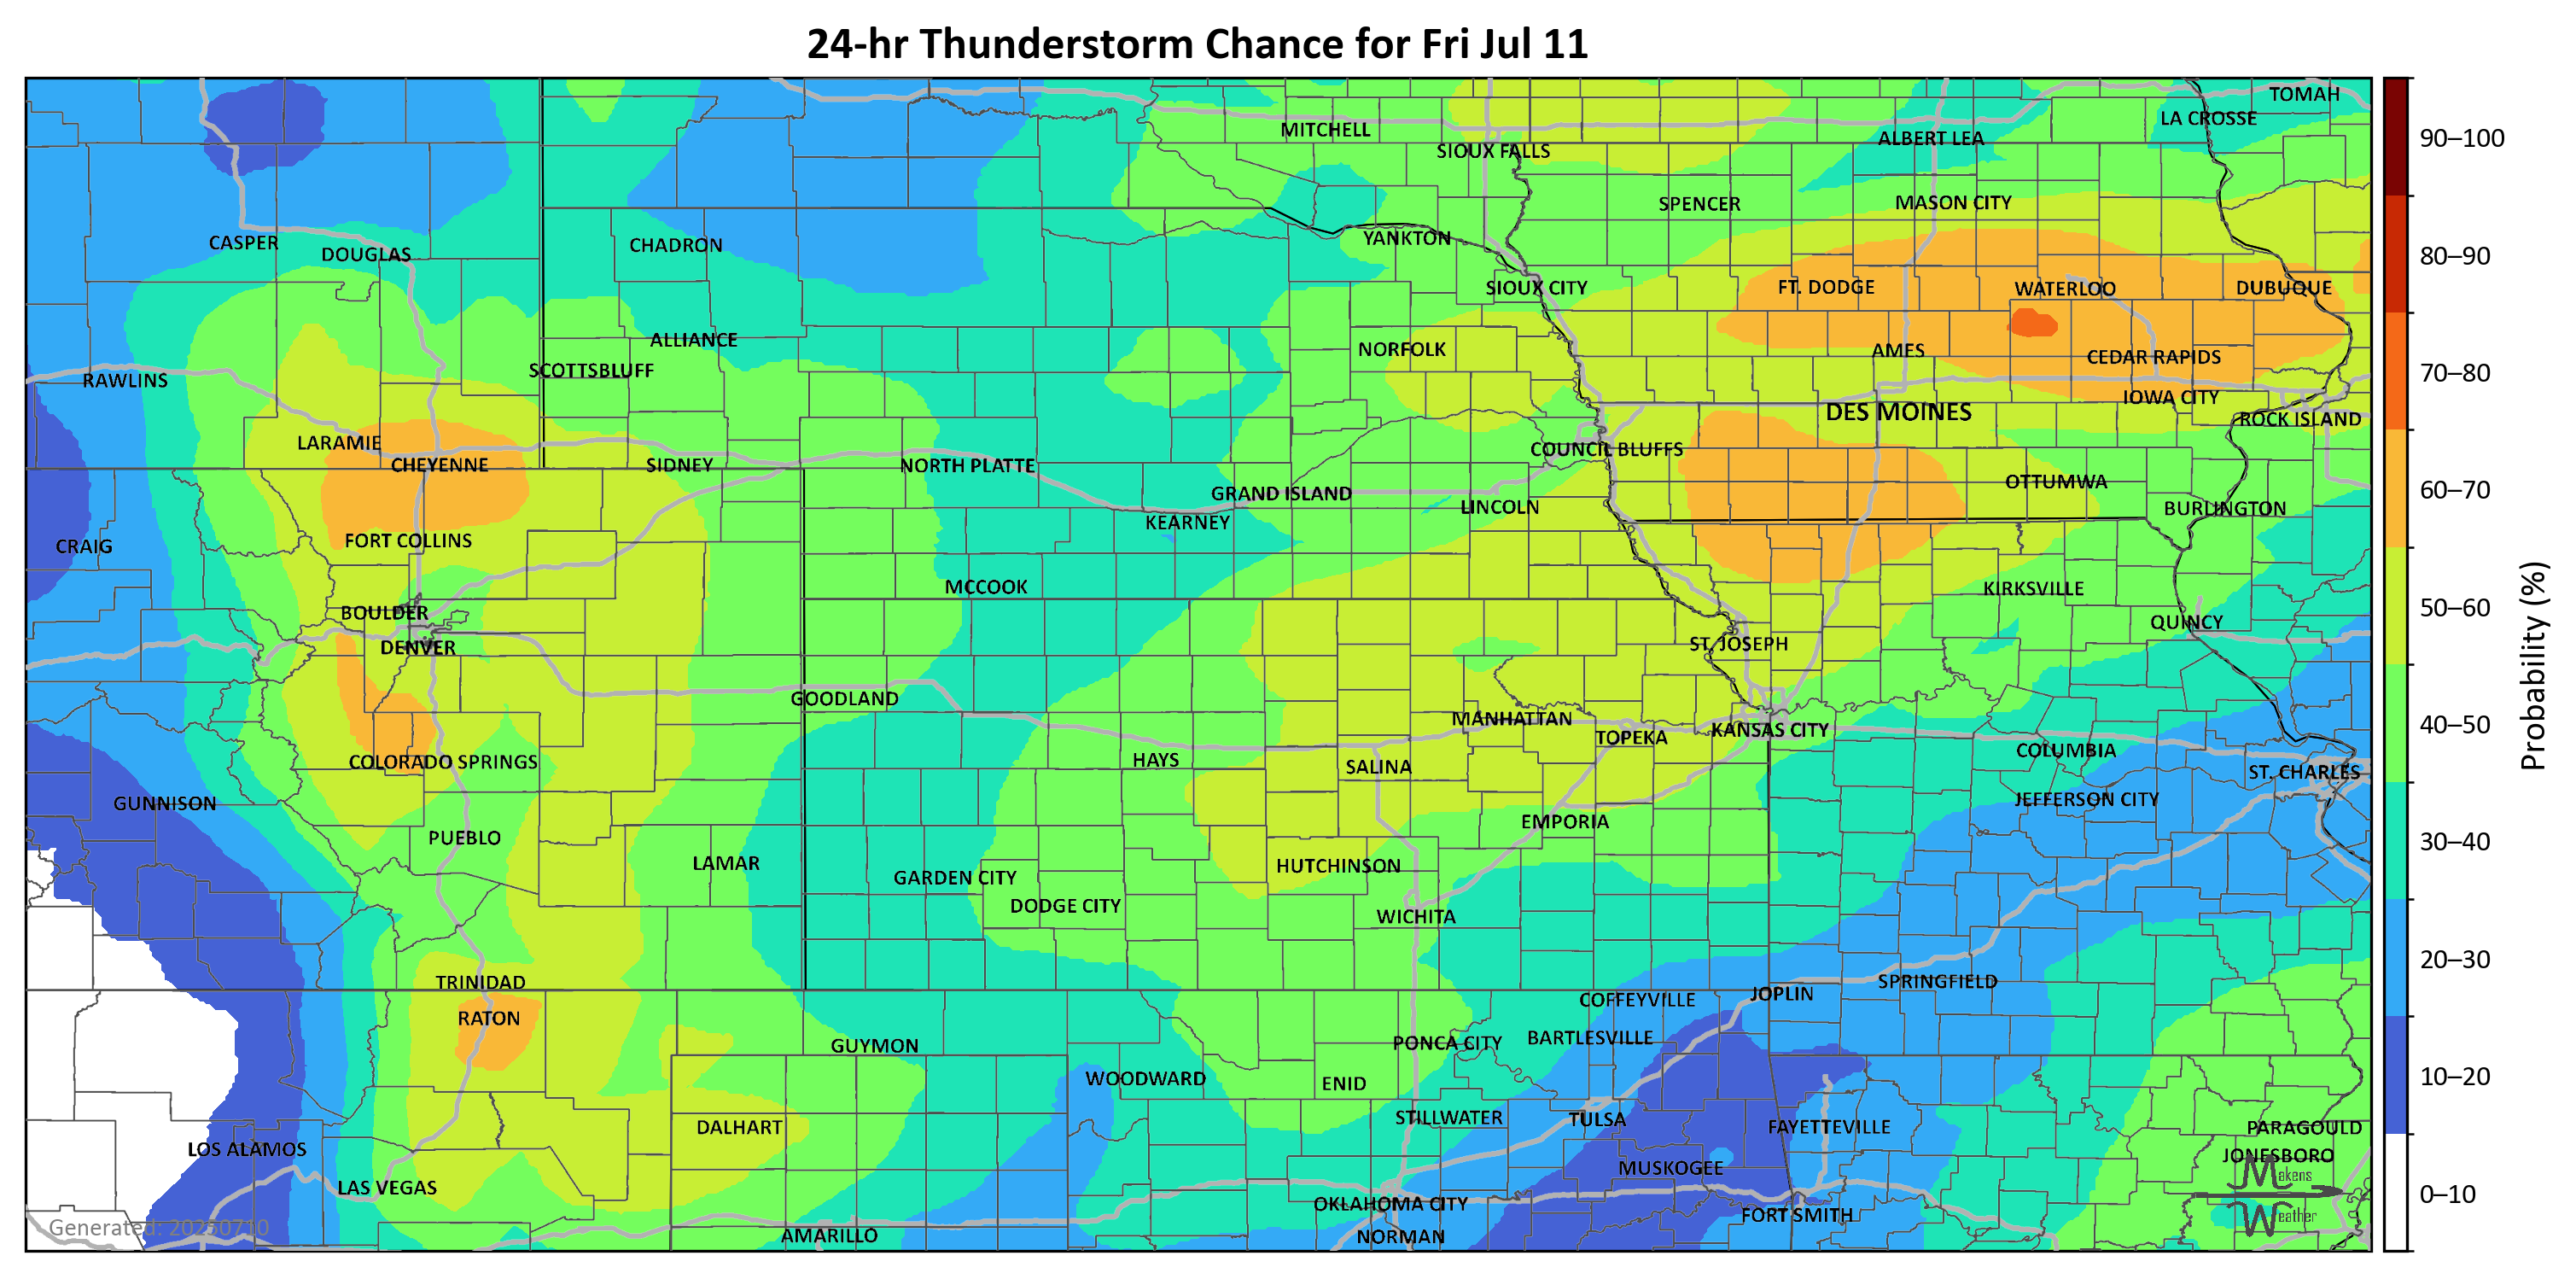 24-hr Thunderstorm Chance for Fri Jul 11
TOMAH
LA CROSSE
MITCHELL
ALBERT LEA
SIOUX FALLS
SPENCER
MASON CITY
YANKTON
CASPER
CHADRON
DOUGLAS
SIOUX CITY
FT. DODGE
WATERLOO
DUBUQUE
ALLIANCE
NORFOLK
AMES
CEDAR RAPIDS
SCOTTSBLUFF
RAWLINS
IOWA CITY
DES MOINES
ROCK ISLAND
LARAMIE
COUNCIL BLUFFS
CHEYENNE
SIDNEY
NORTH PLATTE
OTTUMWA
GRAND ISLAND
LINCOLN
BURLINGTON
KEARNEY
CRAIG
FORT COLLINS
MCCOOK
KIRKSVILLE
BOULDER
QUINCY
DENVER
ST. JOSEPH
GOODLAND
MANHATTAN
KANSAS CITY
TOPEKA
COLUMBIA
COLORADO SPRINGS
HAYS
SALINA
ST. CHARLES
GUNNISON
JEFFERSON CITY
EMPORIA
PUEBLO
LAMAR
HUTCHINSON
GARDEN CITY
DODGE CITY
WICHITA
TRINIDAD
SPRINGFIELD
JOPLIN
COFFEYVILLE
RATON
BARTLESVILLE
PONCA CITY
GUYMON
WOODWARD
ENID
STILLWATER
TULSA
DALHART
FAYETTEVILLE
PARAGOULD
LOS ALAMOS
JONESBORO
MUSKOGEE
LAS VEGAS
OKLAHOMA CITY
FORT SMITH
AMARILLO
NORMAN
Generated: 20250710
Makens
Weather
90–100
80–90
70–80
60–70
50–60
40–50
30–40
20–30
10–20
0–10
Probability (%)